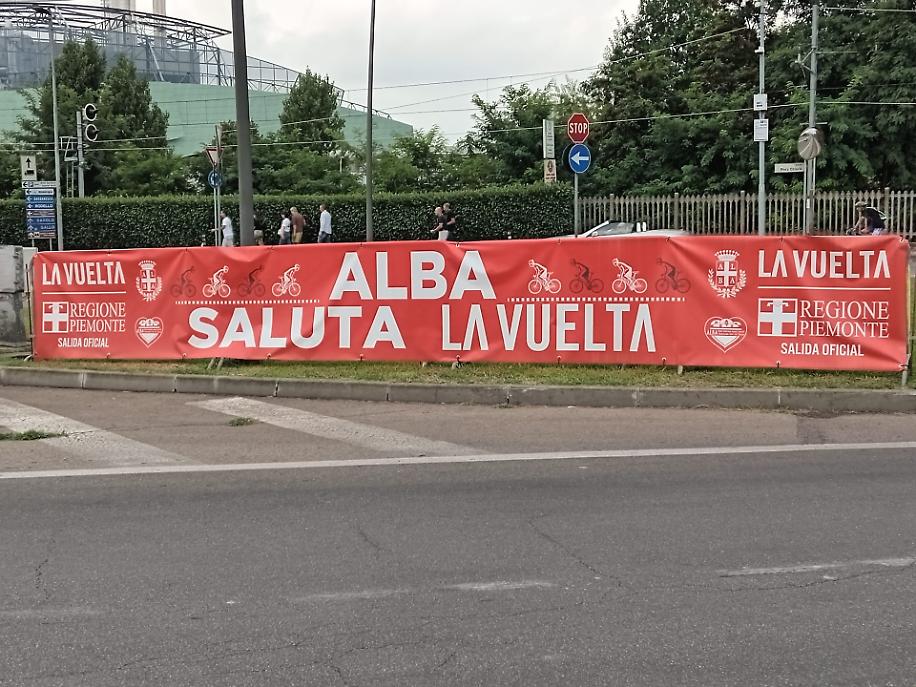 STOP
LA VUELTA
REGIONE
PIEMONTE
SALIDA OFICIAL
ALBA
SALUTA LA VUELTA
LA VUELTA
REGIONE
PIEMONTE
SALIDA OFICIAL